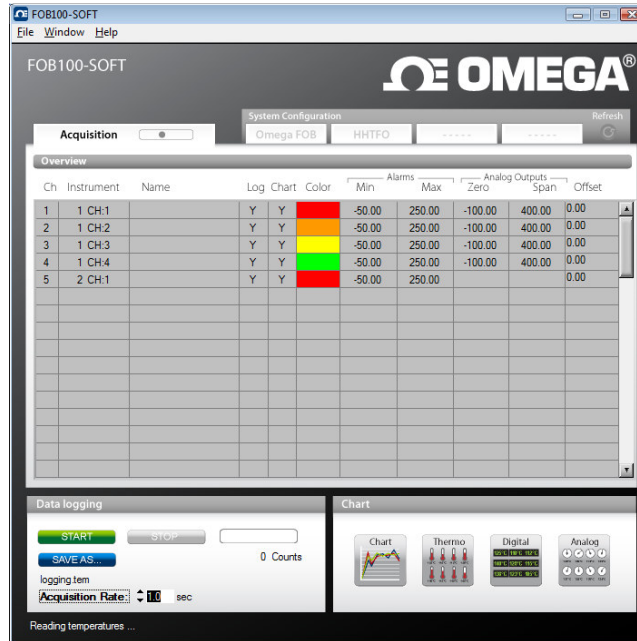 FOB100-SOFT
File Window Help
FOB100-SOFT
OMEGA®
System Configuration Refresh
Acquisition Omega FOB HHTFO - - - - - - - - - -
Overview
Alarms Analog Outputs
Ch Instrument Name Log Chart Color Min Max Zero Span Offset
1 1 CH:1 Y Y -50.00 250.00 -100.00 400.00 0.00
2 1 CH:2 Y Y -50.00 250.00 -100.00 400.00 0.00
3 1 CH:3 Y Y -50.00 250.00 -100.00 400.00 0.00
4 1 CH:4 Y Y -50.00 250.00 -100.00 400.00 0.00
5 2 CH:1 Y Y -50.00 250.00 0.00
Data logging Chart
START STOP
Chart Thermo Digital Analog
SAVE AS... 0 Counts
logging.tem
Acquisition Rate: 1.0 sec
Reading temperatures ...